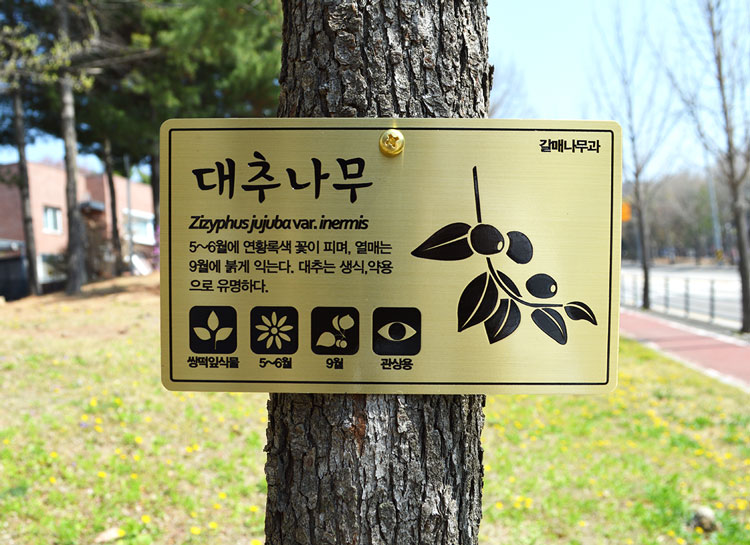 갈매나무과
대추나무
Zizyphus jujuba var. inermis
5~6월에 연황록색 꽃이 피며, 열매는
9월에 붉게 익는다. 대추는 생식,약용
으로 유명하다.
쌍떡잎식물 5~6월 9월 관상용